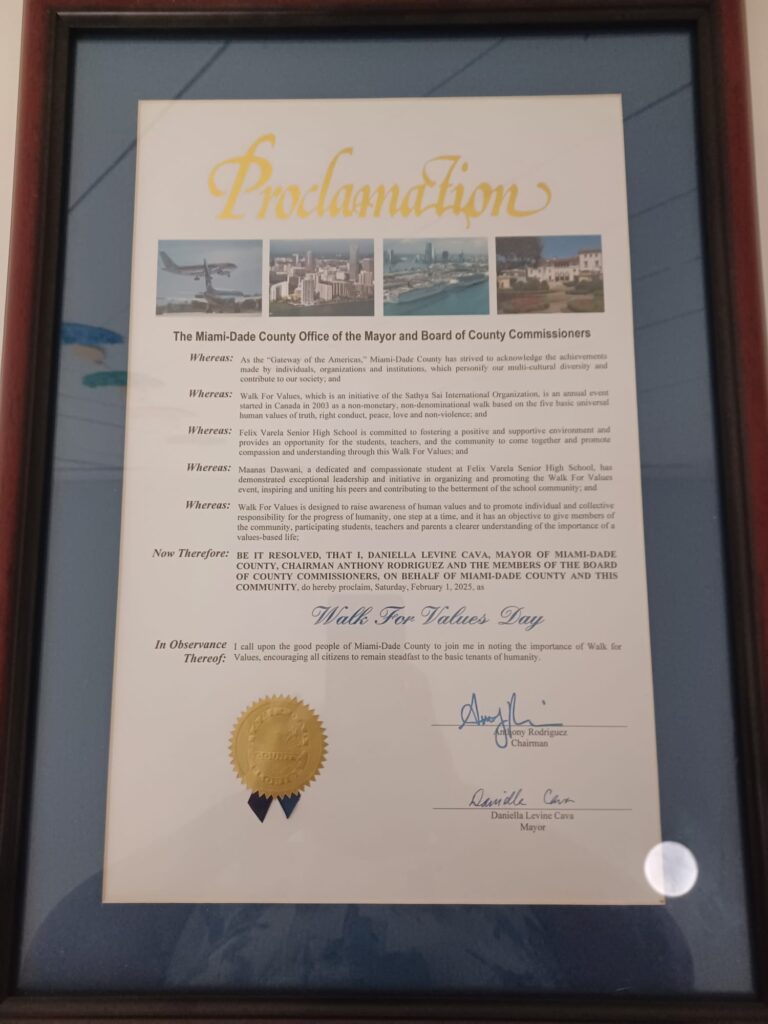 Proclamation
The Miami-Dade County Office of the Mayor and Board of County Commissioners
Whereas: As the “Gateway of the Americas,” Miami-Dade County has strived to acknowledge the achievements
made by individuals, organizations and institutions, which personify our multi-cultural diversity and
contribute to our society; and
Whereas: Walk For Values, which is an initiative of the Sathya Sai International Organization, is an annual event
started in Canada in 2003 as a non-monetary, non-denominational walk based on the five basic universal
human values of truth, right conduct, peace, love and non-violence; and
Whereas: Felix Varela Senior High School is committed to fostering a positive and supportive environment and
provides an opportunity for the students, teachers, and the community to come together and promote
compassion and understanding through this Walk For Values; and
Whereas: Maanas Daswani, a dedicated and compassionate student at Felix Varela Senior High School, has
demonstrated exceptional leadership and initiative in organizing and promoting the Walk For Values
event, inspiring and uniting his peers and contributing to the betterment of the school community; and
Whereas: Walk For Values is designed to raise awareness of human values and to promote individual and collective
responsibility for the progress of humanity, one step at a time, and it has an objective to give members of
the community, participating students, teachers and parents a clearer understanding of the importance of a
values-based life;
Now Therefore: BE IT RESOLVED, THAT I, DANIELLA LEVINE CAVA, MAYOR OF MIAMI-DADE
COUNTY, CHAIRMAN ANTHONY RODRIGUEZ AND THE MEMBERS OF THE BOARD
OF COUNTY COMMISSIONERS, ON BEHALF OF MIAMI-DADE COUNTY AND THIS
COMMUNITY, do hereby proclaim, Saturday, February 1, 2025, as
Walk For Values Day
In Observance Thereof: I call upon the good people of Miami-Dade County to join me in noting the importance of Walk for
Values, encouraging all citizens to remain steadfast to the basic tenants of humanity.
Anthony Rodriguez
Chairman
COUNTY
Daniella Cava
Daniella Levine Cava
Mayor